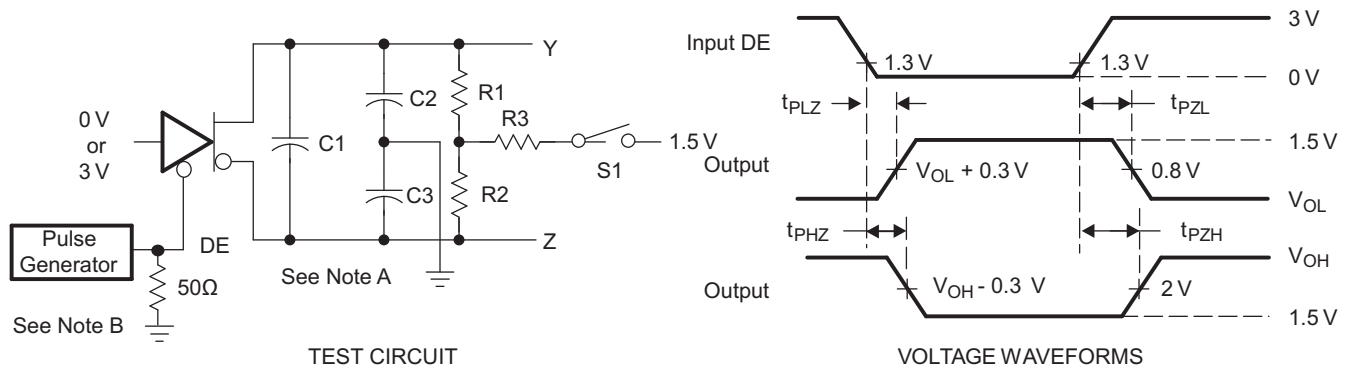 0 V
or
3 V
Pulse
Generator
See Note B
50Ω
DE
See Note A
C1
C2
C3
R1
R2
R3
Y
Z
S1
1.5 V
TEST CIRCUIT
Input DE
3 V
1.3 V
1.3 V
0 V
tPLZ
tPZL
Output
1.5 V
VOL + 0.3 V
0.8 V
VOL
tPHZ
tPZH
VOH
Output
VOH - 0.3 V
2 V
1.5 V
VOLTAGE WAVEFORMS